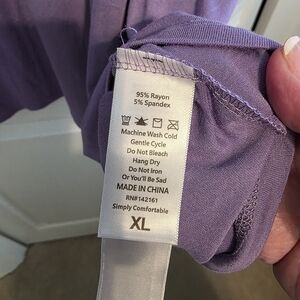 95% Rayon
5% Spandex
Machine Wash Cold
Gentle Cycle
Do Not Bleach
Hang Dry
Do Not Iron
Or You'll Be Sad
MADE IN CHINA
RN#142161
Simply Comfortable
XL